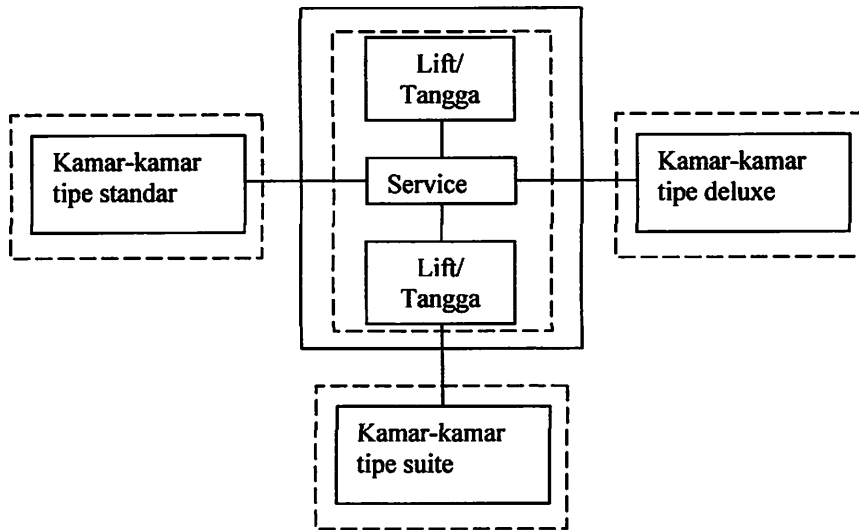 Lift/
Tangga
Kamar-kamar
tipe standar
Service
Kamar-kamar
tipe deluxe
Lift/
Tangga
Kamar-kamar
tipe suite